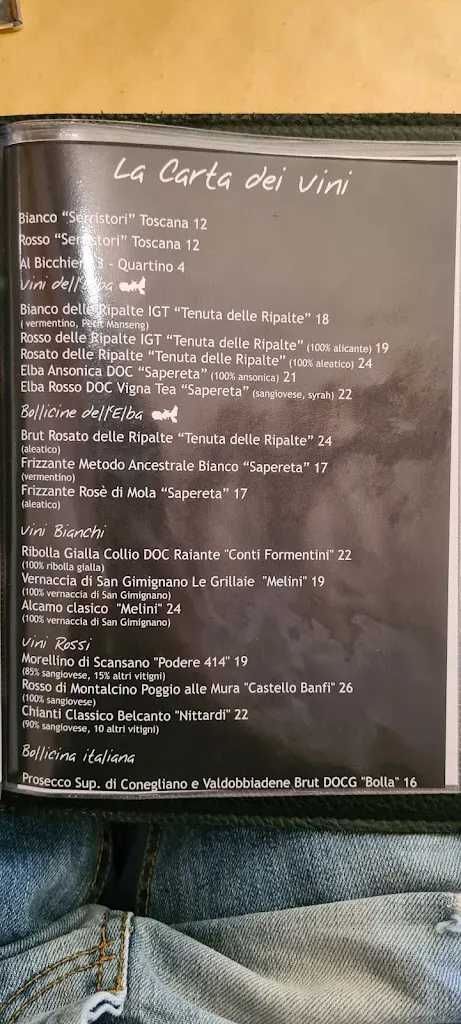 La Carta dei vini
Bianco “Serristori” Toscana 12
Rosso “Serristori” Toscana 12
Al Bicchiere 3 - Quartino 4
Vini dell'Elba
Bianco delle Ripalte IGT “Tenuta delle Ripalte” 18
( vermentino, Petit Manseng)
Rosso delle Ripalte IGT “Tenuta delle Ripalte” (100% alicante) 19
Rosato delle Ripalte “Tenuta delle Ripalte” (100% aleatico) 24
Elba Ansonica DOC “Sapereta” (100% ansonica) 21
Elba Rosso DOC Vigna Tea “Sapereta” (sangiovese, syrah) 22
Bollicine dell'Elba
Brut Rosato delle Ripalte “Tenuta delle Ripalte” 24
(aleatico)
Frizzante Metodo Ancestrale Bianco “Sapereta” 17
(vermentino)
Frizzante Rosè di Mola “Sapereta” 17
(aleatico)
Vini Bianchi
Ribolla Gialla Collio DOC Raiante "Conti Formentini" 22
(100% ribolla gialla)
Vernaccia di San Gimignano Le Grillaie "Melini" 19
(100% vernaccia di San Gimignano)
Alcamo clasico "Melini" 24
(100% vernaccia di San Gimignano)
Vini Rossi
Morellino di Scansano "Podere 414" 19
(85% sangiovese, 15% altri vitigni)
Rosso di Montalcino Poggio alle Mura "Castello Banfi" 26
(100% sangiovese)
Chianti Classico Belcanto "Nittardi" 22
(90% sangiovese, 10 altri vitigni)
Bollicina italiana
Prosecco Sup. di Conegliano e Valdobbiadene Brut DOCG "Bolla" 16